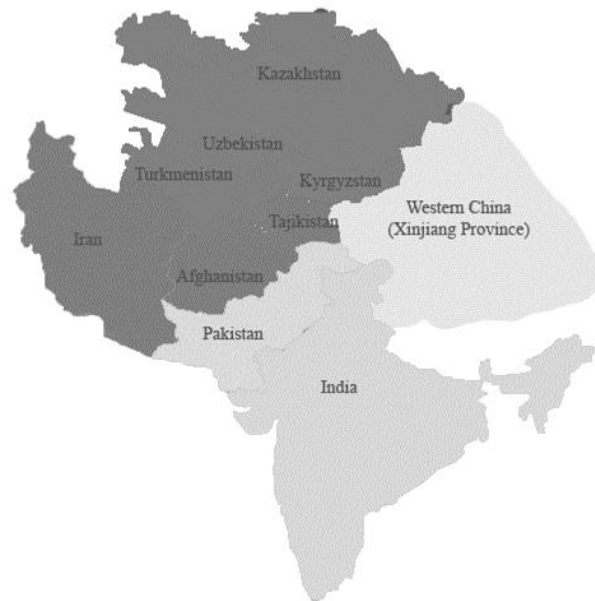 Kazakhstan
Uzbekistan
Turkmenistan
Kyrgyzstan
Western China
(Xinjiang Province)
Tajikistan
Iran
Afghanistan
Pakistan
India